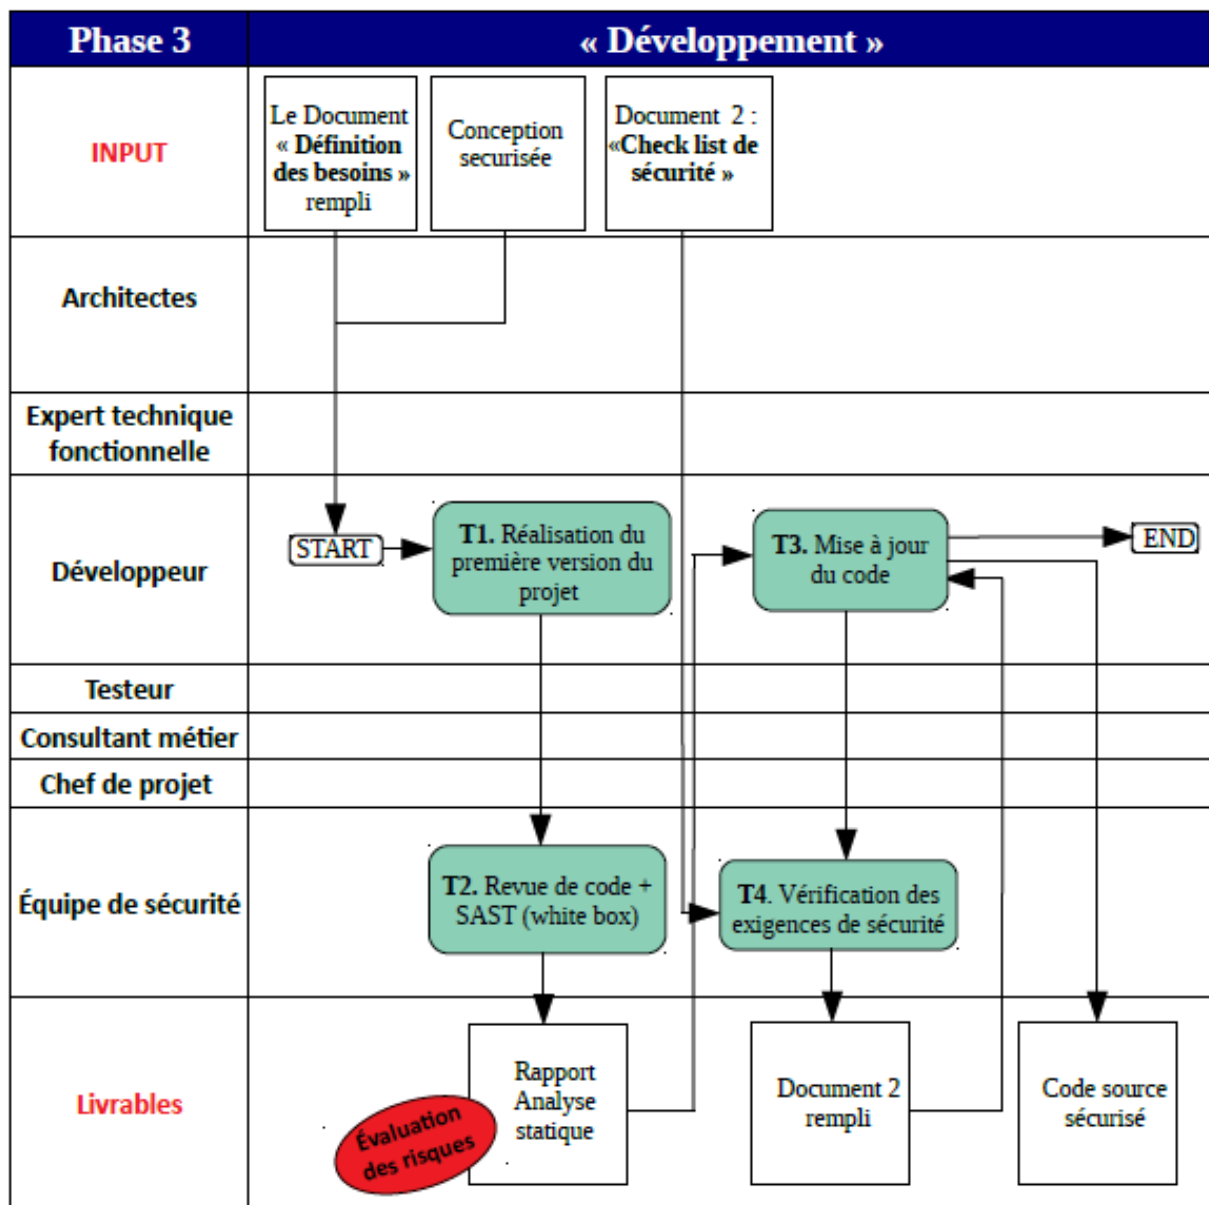 Phase 3
« Développement »
INPUT
Le Document
« Définition
des besoins »
rempli
Conception
securisée
Document 2 :
«Check list de
sécurité »
Architectes
Expert technique
fonctionnelle
Développeur
START
T1. Réalisation du
première version du
projet
T3. Mise à jour
du code
END
Testeur
Consultant métier
Chef de projet
Équipe de sécurité
T2. Revue de code +
SAST (white box)
T4. Vérification des
exigences de sécurité
Livrables
Évaluation
des risques
Rapport
Analyse
statique
Document 2
rempli
Code source
sécurisé